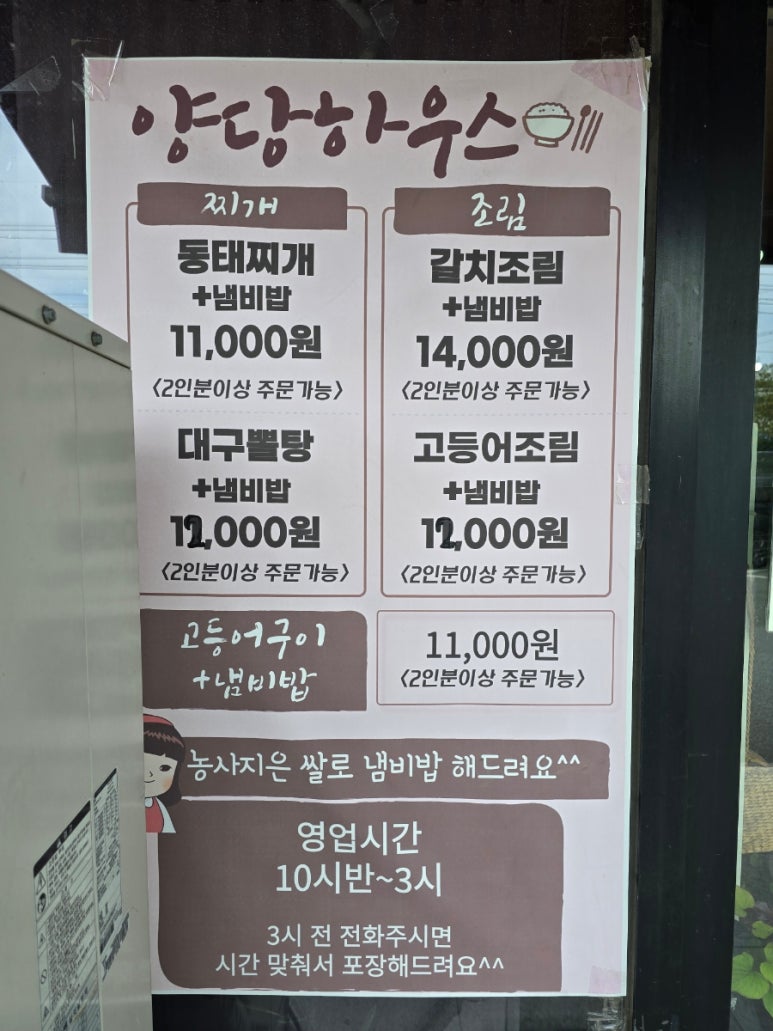 양당하우스
찌개
동태찌개
+냄비밥
11,000원
<2인분이상 주문가능>
대구뽈탕
+냄비밥
12,000원
<2인분이상 주문가능>
조림
갈치조림
+냄비밥
14,000원
<2인분이상 주문가능>
고등어조림
+냄비밥
12,000원
<2인분이상 주문가능>
고등어구이
+냄비밥
11,000원
<2인분이상 주문가능>
농사지은 쌀로 냄비밥 해드려요^^
영업시간
10시반~3시
3시 전 전화주시면
시간 맞춰서 포장해드려요^^